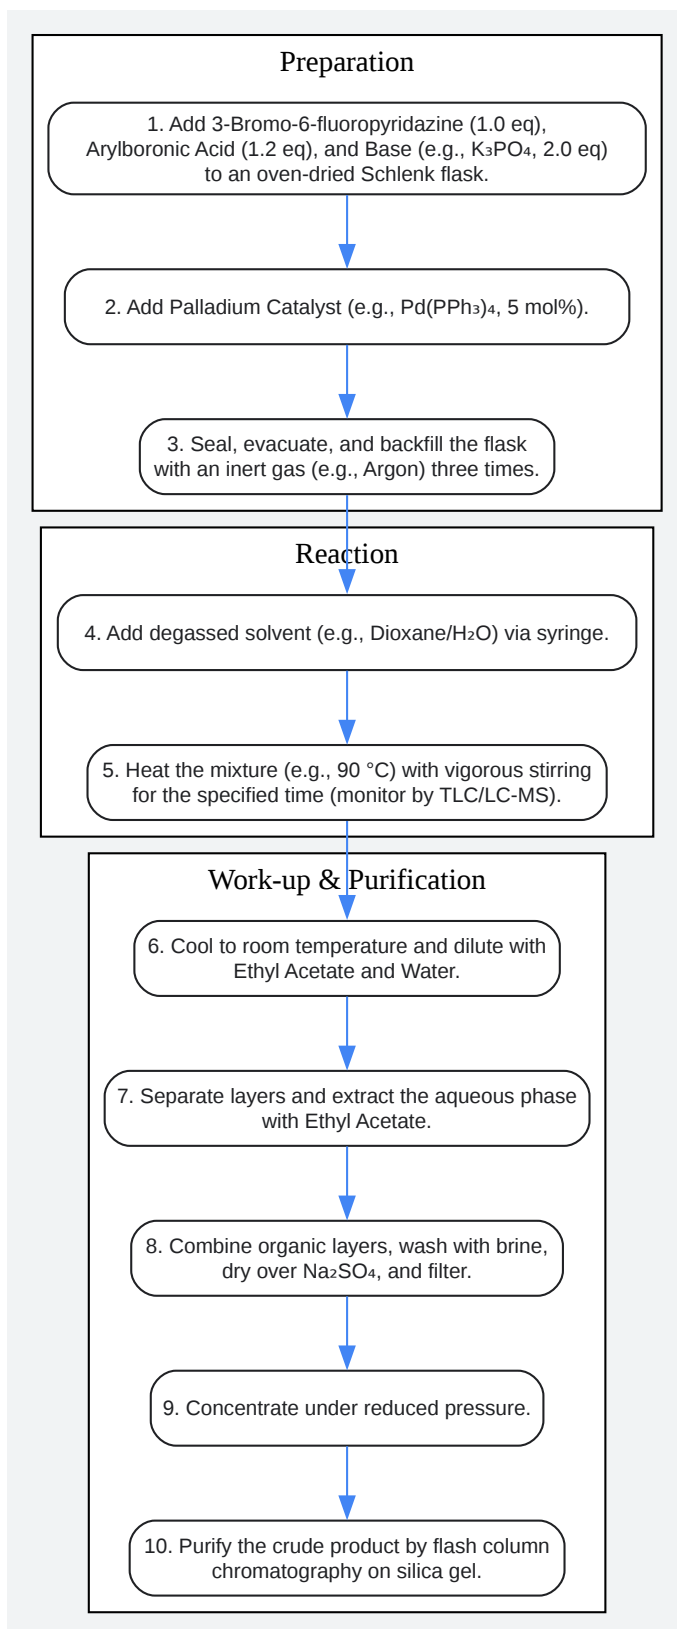 Preparation
1. Add 3-Bromo-6-fluoropyridazine (1.0 eq),
Arylboronic Acid (1.2 eq), and Base (e.g., K₃PO₄, 2.0 eq)
to an oven-dried Schlenk flask.
2. Add Palladium Catalyst (e.g., Pd(PPh₃)₄, 5 mol%).
3. Seal, evacuate, and backfill the flask
with an inert gas (e.g., Argon) three times.
Reaction
4. Add degassed solvent (e.g., Dioxane/H₂O) via syringe.
5. Heat the mixture (e.g., 90 °C) with vigorous stirring
for the specified time (monitor by TLC/LC-MS).
Work-up & Purification
6. Cool to room temperature and dilute with
Ethyl Acetate and Water.
7. Separate layers and extract the aqueous phase
with Ethyl Acetate.
8. Combine organic layers, wash with brine,
dry over Na₂SO₄, and filter.
9. Concentrate under reduced pressure.
10. Purify the crude product by flash column
chromatography on silica gel.